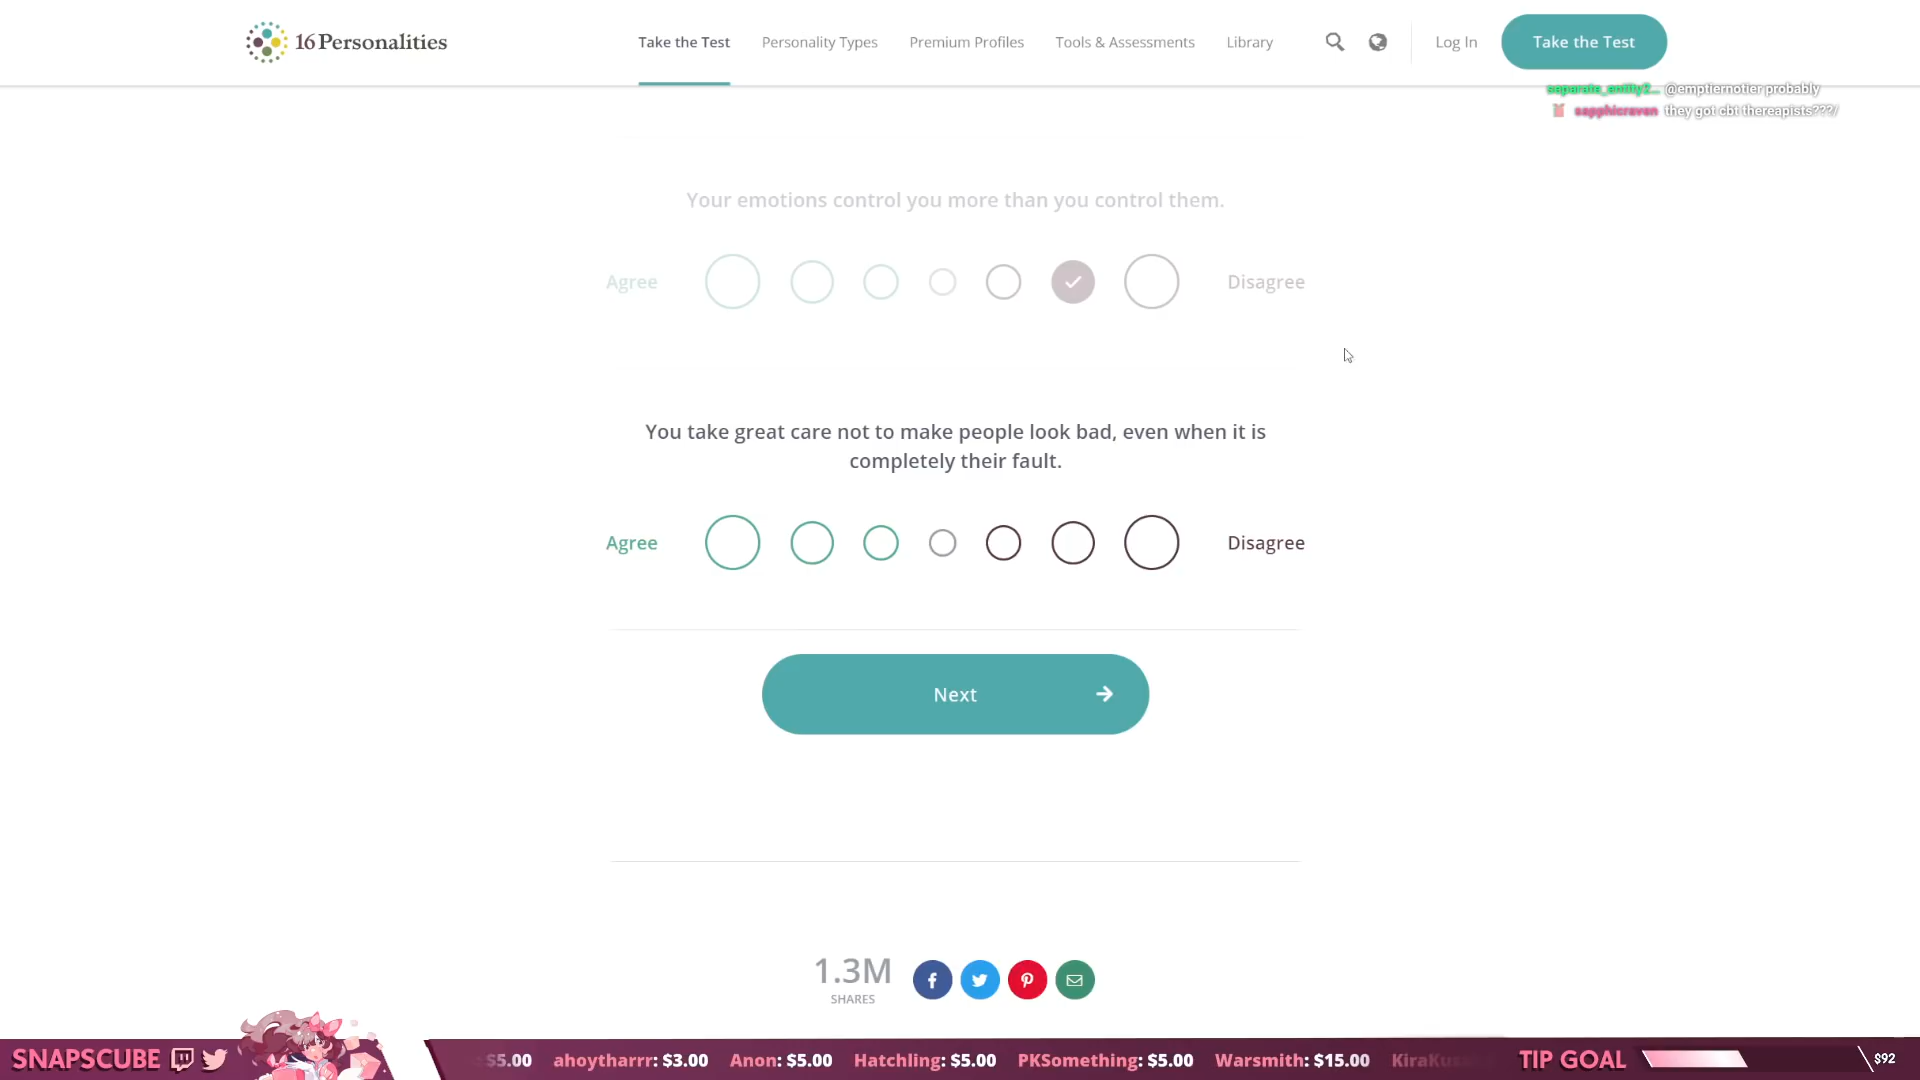 16Personalities
Take the Test
Personality Types
Premium Profiles
Tools & Assessments
Library
Log In
Take the Test
separate_entity2... @emptiernotier probably
sapphicraven they got cbt thereapists???/
Your emotions control you more than you control them.
Agree
Disagree
You take great care not to make people look bad, even when it is
completely their fault.
Agree
Disagree
Next
1.3M
SHARES
SNAPSCUBE
$5.00 ahoytharrr: $3.00 Anon: $5.00 Hatchling: $5.00 PKSomething: $5.00 Warsmith: $15.00
TIP GOAL
$92